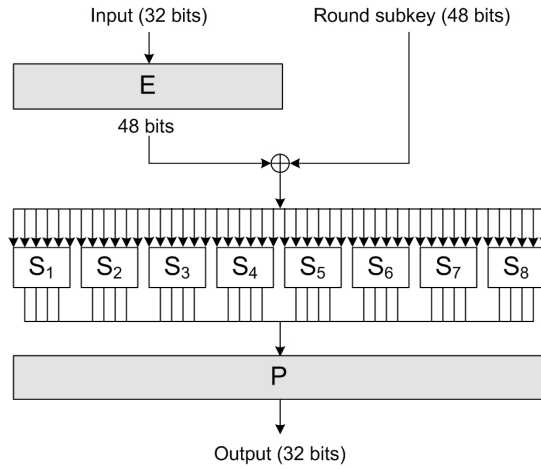 Input (32 bits)
Round subkey (48 bits)
E
48 bits
S₁ S₂ S₃ S₄ S₅ S₆ S₇ S₈
P
Output (32 bits)